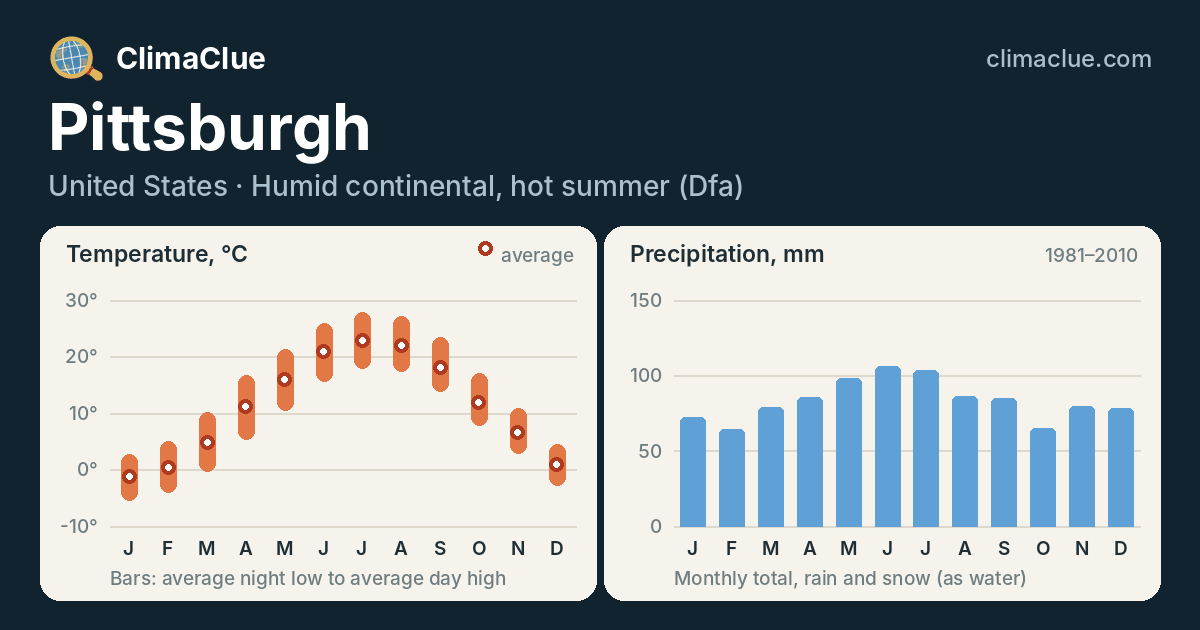 ClimaClue
climaclue.com
Pittsburgh
United States · Humid continental, hot summer (Dfa)
Temperature, °C
average
30°
20°
10°
0°
-10°
J F M A M J J A S O N D
Bars: average night low to average day high
Precipitation, mm
1981–2010
150
100
50
0
J F M A M J J A S O N D
Monthly total, rain and snow (as water)